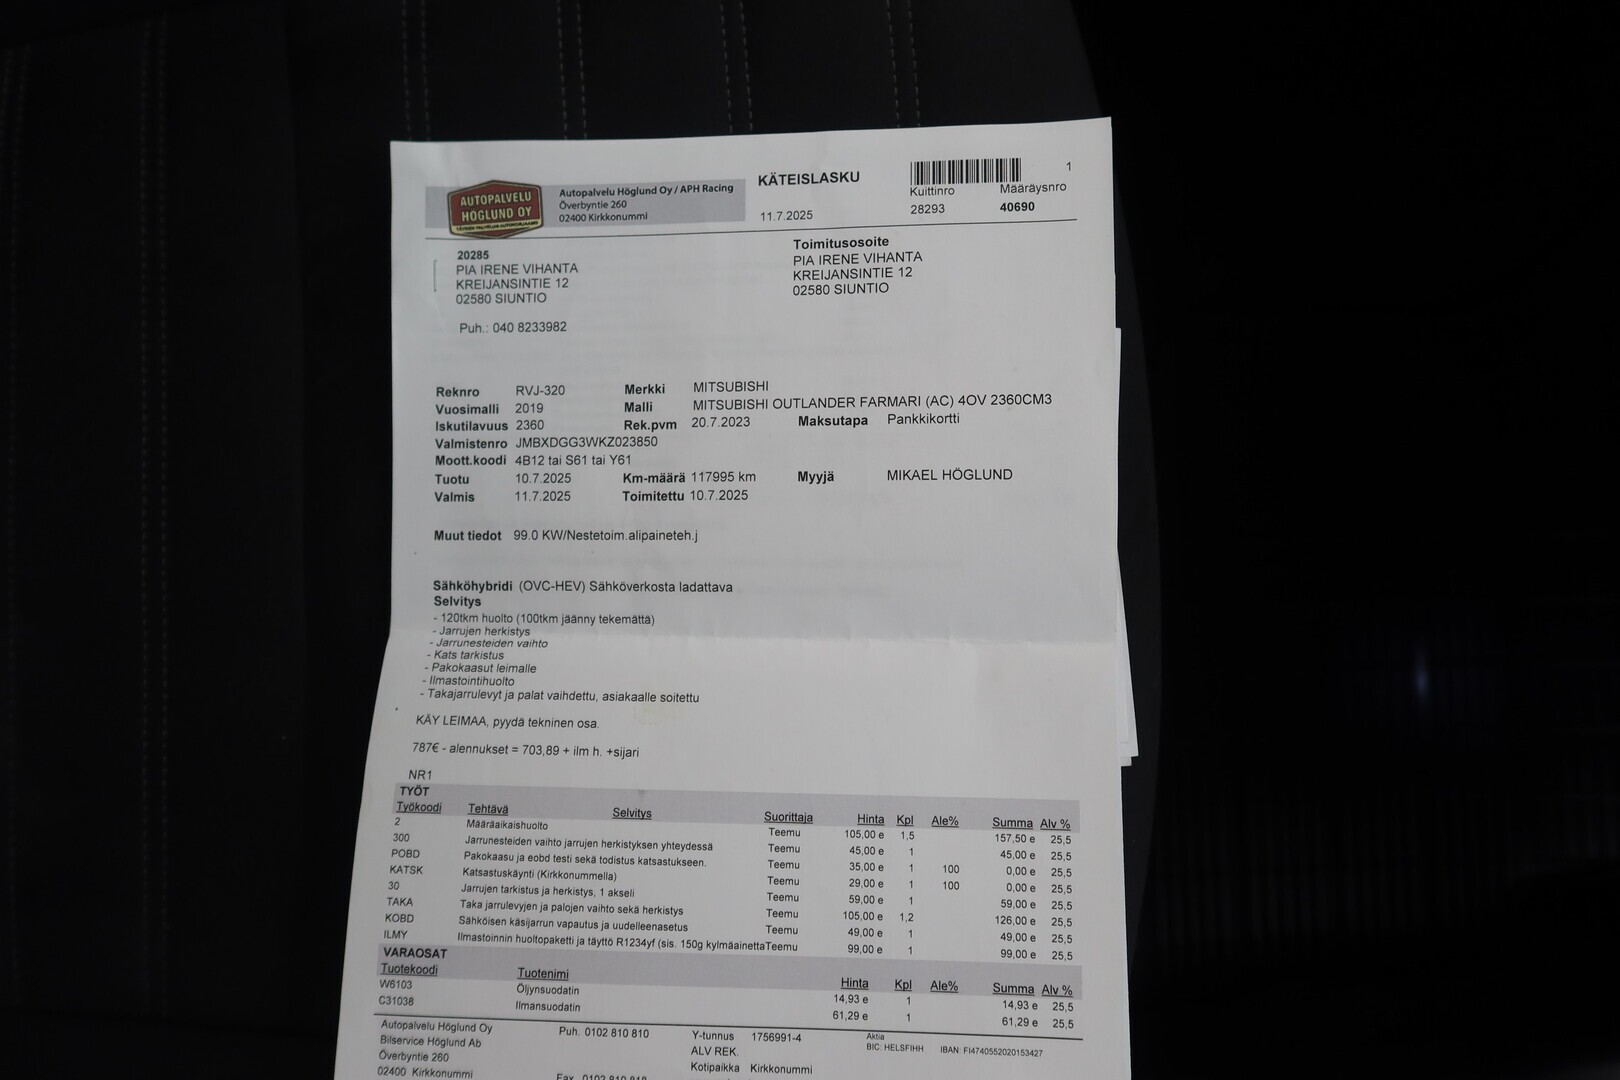 AUTOPALVELU
HÖGLUND OY
Autopalvelu Höglund Oy / APH Racing
Överbyntie 260
02400 Kirkkonummi
KÄTEISLASKU
11.7.2025
1
Kuittinro Määräysnro
28293 40690
20285
PIA IRENE VIHANTA
KREIJANSINTIE 12
02580 SIUNTIO
Puh.: 040 8233982
Toimitusosoite
PIA IRENE VIHANTA
KREIJANSINTIE 12
02580 SIUNTIO
Reknro RVJ-320 Merkki MITSUBISHI
Vuosimalli 2019 Malli MITSUBISHI OUTLANDER FARMARI (AC) 4OV 2360CM3
Iskutilavuus 2360 Rek.pvm 20.7.2023 Maksutapa Pankkikortti
Valmistenro JMBXDGG3WKZ023850
Moott.koodi 4B12 tai S61 tai Y61
Tuotu 10.7.2025 Km-määrä 117995 km Myyjä MIKAEL HÖGLUND
Valmis 11.7.2025 Toimitettu 10.7.2025
Muut tiedot 99.0 KW/Nestetoim.alipaineteh.j
Sähköhybridi (OVC-HEV) Sähköverkosta ladattava
Selvitys
- 120tkm huolto (100tkm jäänny tekemättä)
- Jarrujen herkistys
- Jarrunesteiden vaihto
- Kats tarkistus
- Pakokaasut leimalle
- Ilmastointihuolto
- Takajarrulevyt ja palat vaihdettu, asiakaalle soitettu
KÄY LEIMAA, pyydä tekninen osa.
787€ - alennukset = 703,89 + ilm h. +sijari
NR1
TYÖT
Työkoodi Tehtävä Selvitys Suorittaja Hinta Kpl Ale% Summa Alv %
2 Määräaikaishuolto Teemu 105,00 e 1,5 157,50 e 25,5
300 Jarrunesteiden vaihto jarrujen herkistyksen yhteydessä Teemu 45,00 e 1 45,00 e 25,5
POBD Pakokaasu ja eobd testi sekä todistus katsastukseen. Teemu 35,00 e 1 100 0,00 e 25,5
KATSK Katsastuskäynti (Kirkkonummella) Teemu 29,00 e 1 100 0,00 e 25,5
30 Jarrujen tarkistus ja herkistys, 1 akseli Teemu 59,00 e 1 59,00 e 25,5
TAKA Taka jarrulevyjen ja palojen vaihto sekä herkistys Teemu 105,00 e 1,2 126,00 e 25,5
KOBD Sähköisen käsijarrun vapautus ja uudelleenasetus Teemu 49,00 e 1 49,00 e 25,5
ILMY Ilmastoinnin huoltopaketti ja täyttö R1234yf (sis. 150g kylmäainetta Teemu 99,00 e 1 99,00 e 25,5
VARAOSAT
Tuotekoodi Tuotenimi Hinta Kpl Ale% Summa Alv %
W6103 Öljynsuodatin 14,93 e 1 14,93 e 25,5
C31038 Ilmansuodatin 61,29 e 1 61,29 e 25,5
Autopalvelu Höglund Oy Puh. 0102 810 810 Y-tunnus 1756991-4 Aktia
Bilservice Höglund Ab ALV REK. BIC: HELSFIHH IBAN: FI4740552020153427
Överbyntie 260 Kotipaikka Kirkkonummi
02400 Kirkkonummi Fax 0102 810 819